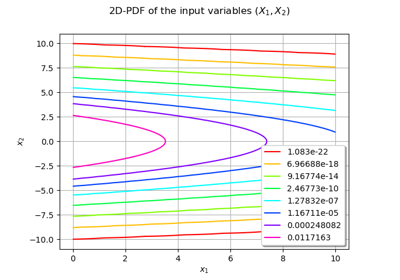 2D-PDF of the input variables (X₁, X₂)
10.0
7.5
5.0
2.5
0.0
−2.5
−5.0
−7.5
−10.0
x₂
0
2
4
6
8
10
x₁
1.083e-22
6.96688e-18
9.16774e-14
2.46773e-10
1.27832e-07
1.16711e-05
0.000248082
0.0117163